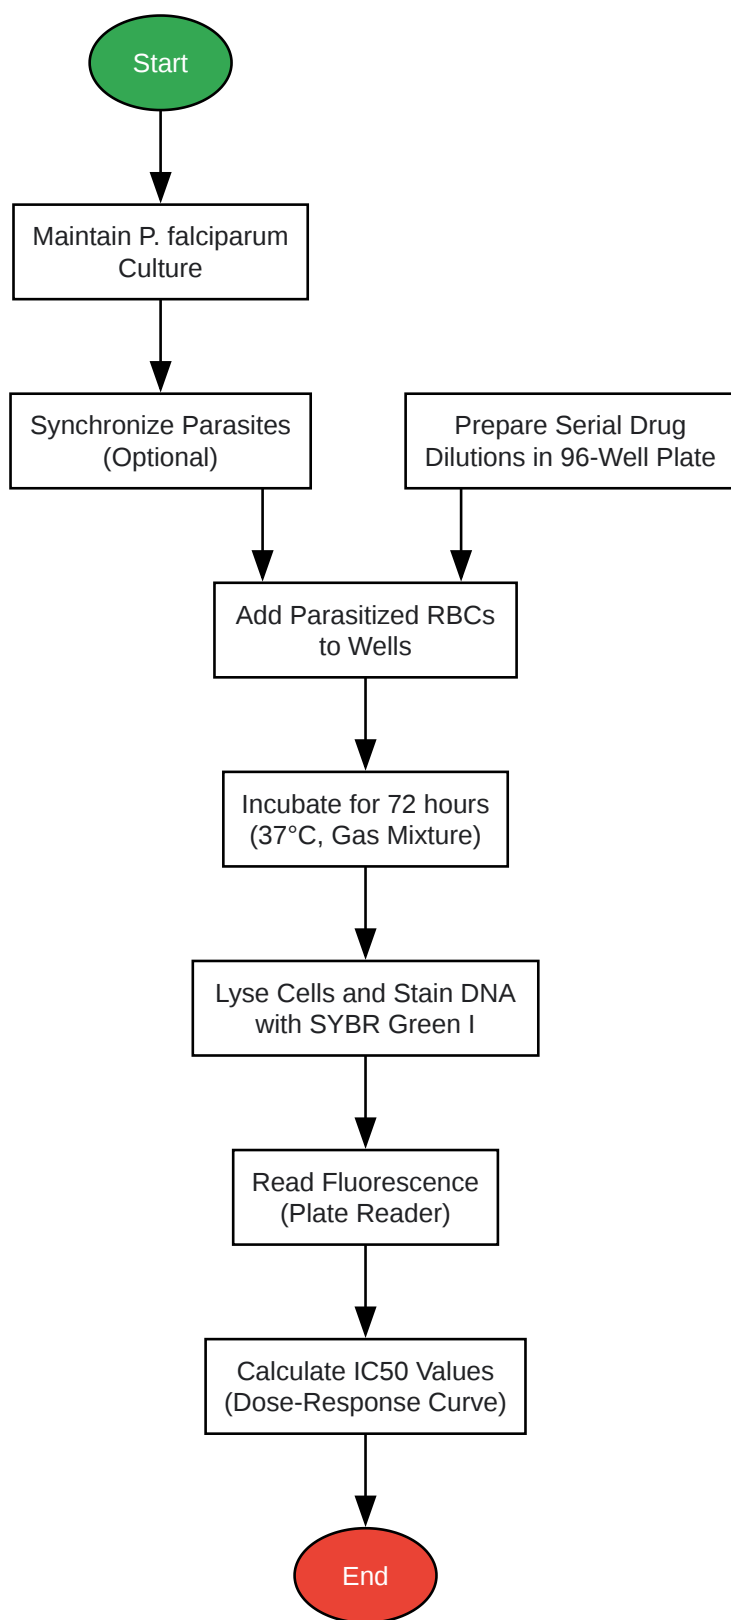 Start
Maintain P. falciparum
Culture
Synchronize Parasites
(Optional)
Prepare Serial Drug
Dilutions in 96-Well Plate
Add Parasitized RBCs
to Wells
Incubate for 72 hours
(37°C, Gas Mixture)
Lyse Cells and Stain DNA
with SYBR Green I
Read Fluorescence
(Plate Reader)
Calculate IC50 Values
(Dose-Response Curve)
End